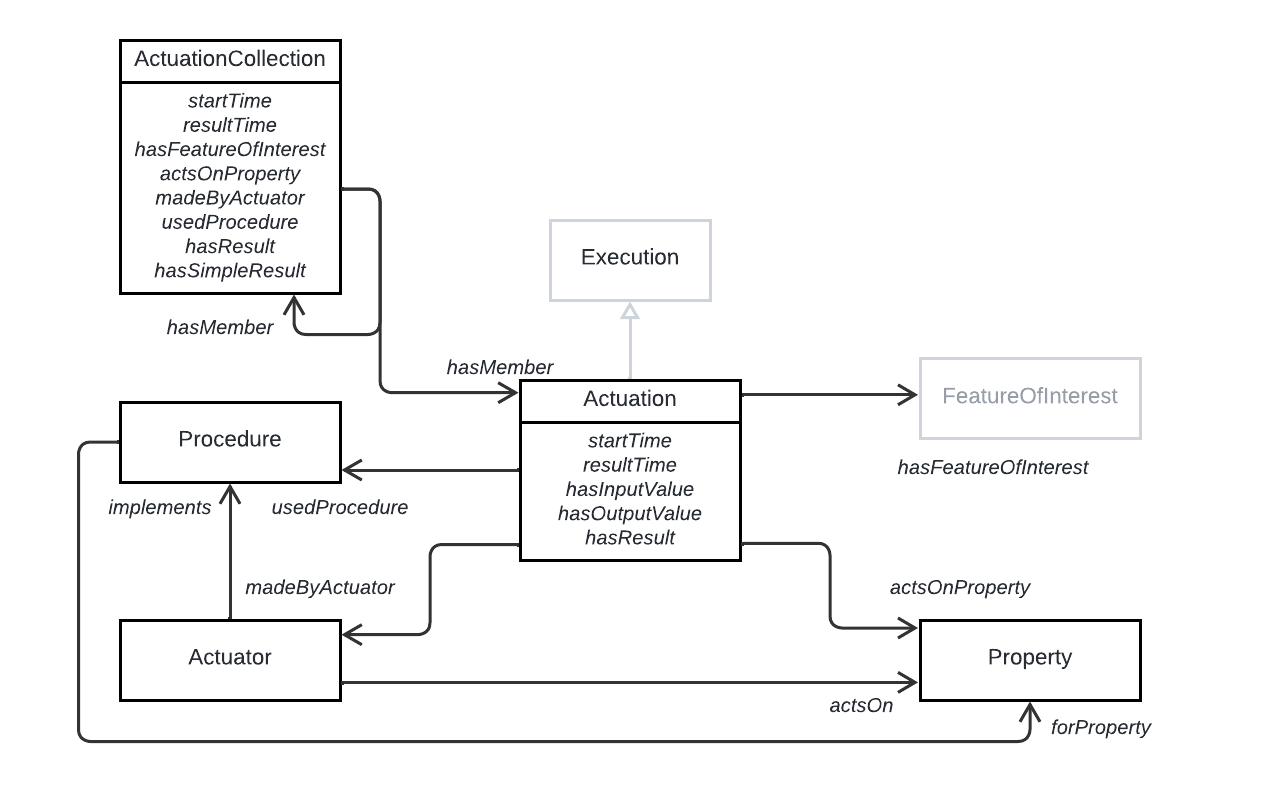 ActuationCollection
startTime
resultTime
hasFeatureOfInterest
actsOnProperty
madeByActuator
usedProcedure
hasResult
hasSimpleResult
Execution
hasMember
hasMember
Actuation
startTime
resultTime
hasInputValue
hasOutputValue
hasResult
FeatureOfInterest
hasFeatureOfInterest
Procedure
implements
usedProcedure
madeByActuator
actsOnProperty
Actuator
Property
actsOn
forProperty